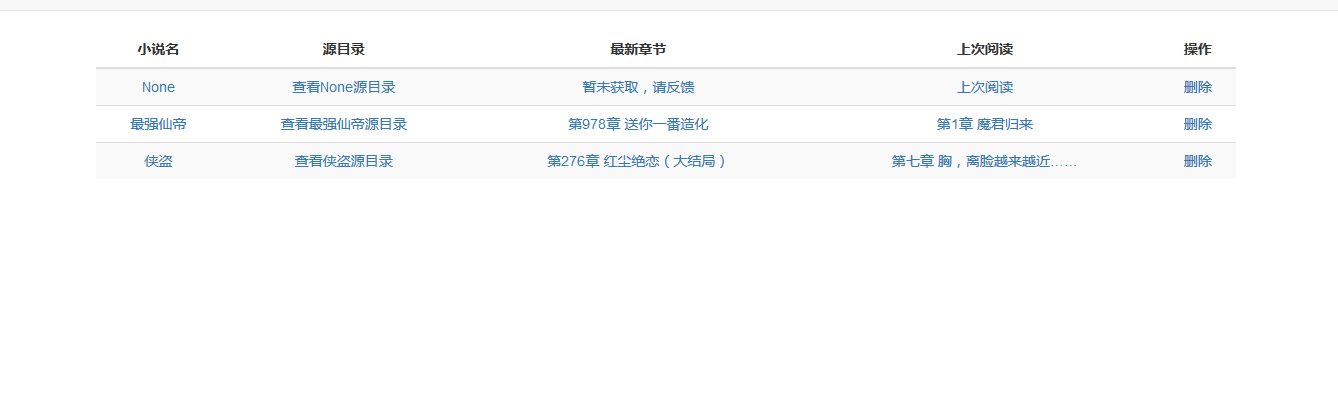 小说名 源目录 最新章节 上次阅读 操作
None 查看None源目录 暂未获取，请反馈 上次阅读 删除
最强仙帝 查看最强仙帝源目录 第978章 送你一番造化 第1章 魔君归来 删除
侠盗 查看侠盗源目录 第276章 红尘绝恋（大结局） 第七章 胸，离脸越来越近…… 删除